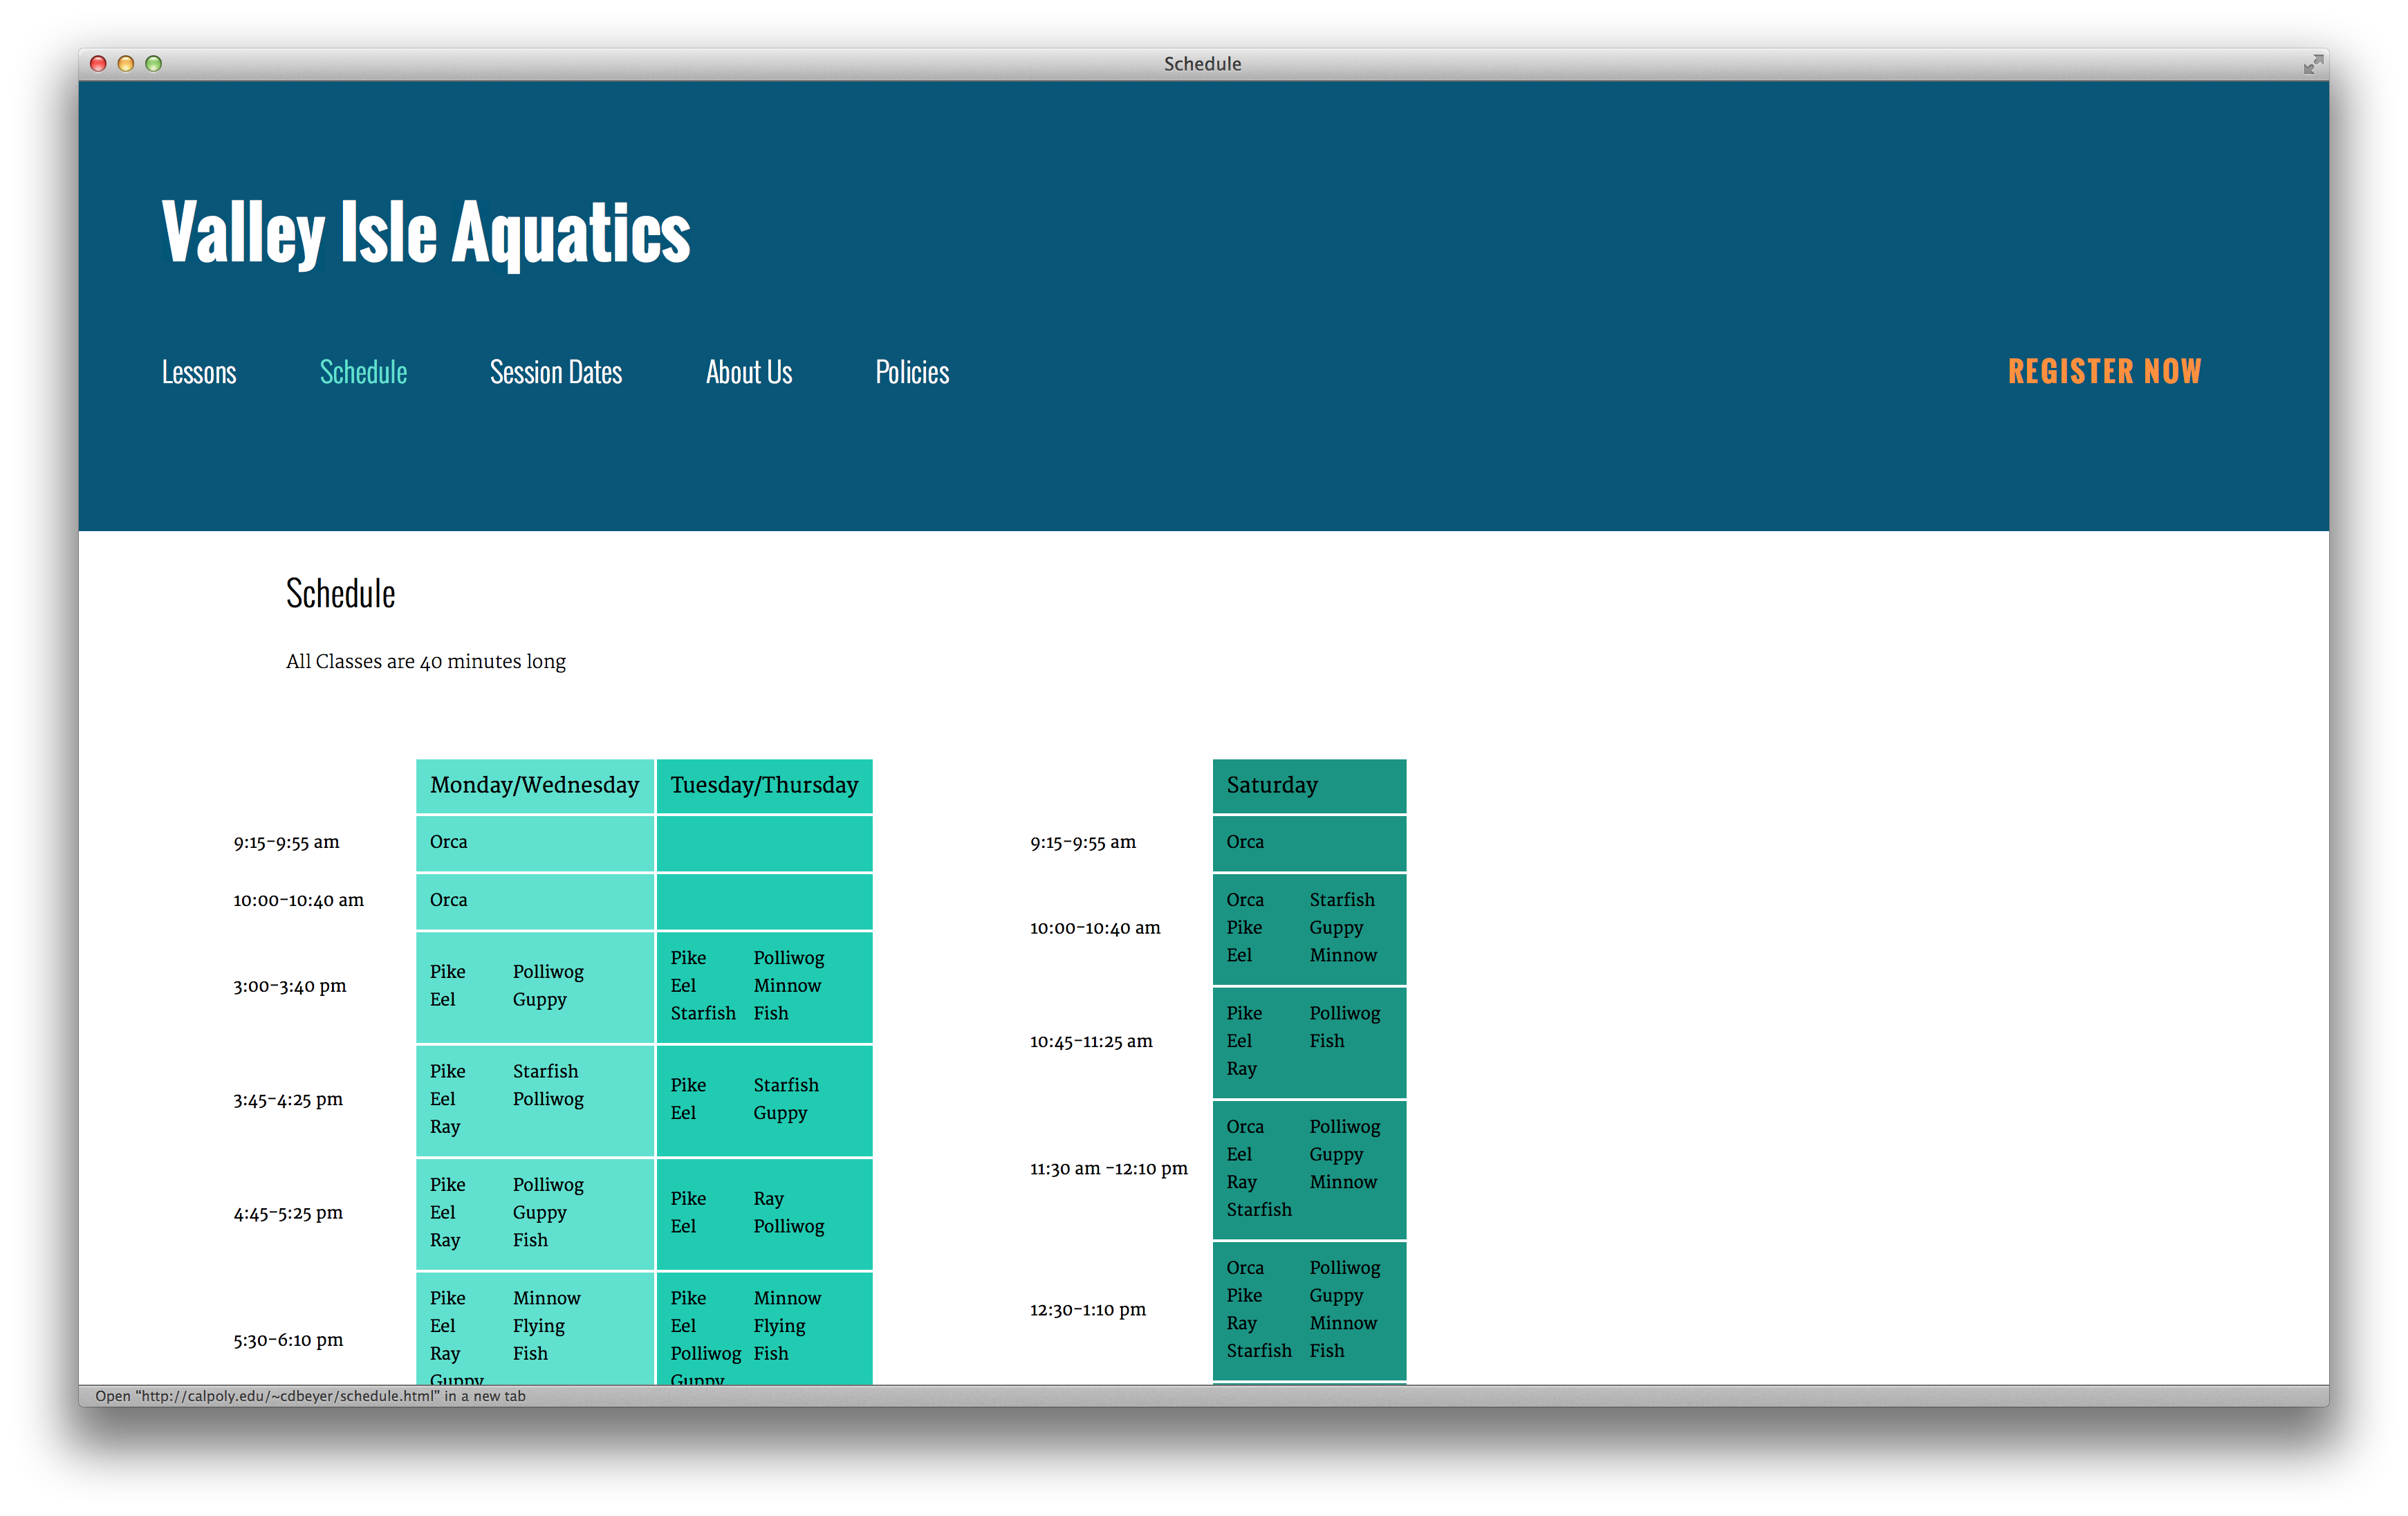 Schedule
Valley Isle Aquatics
Lessons Schedule Session Dates About Us Policies REGISTER NOW
Schedule
All Classes are 40 minutes long
Monday/Wednesday Tuesday/Thursday
9:15-9:55 am Orca
10:00-10:40 am Orca
3:00-3:40 pm
Pike Polliwog
Eel Guppy
Pike Polliwog
Eel Minnow
Starfish Fish
3:45-4:25 pm
Pike Starfish
Eel Polliwog
Ray
Pike Starfish
Eel Guppy
4:45-5:25 pm
Pike Polliwog
Eel Guppy
Ray Fish
Pike Ray
Eel Polliwog
5:30-6:10 pm
Pike Minnow
Eel Flying
Ray Fish
Guppy
Pike Minnow
Eel Flying
Polliwog Fish
Guppy
Saturday
9:15-9:55 am Orca
10:00-10:40 am
Orca Starfish
Pike Guppy
Eel Minnow
10:45-11:25 am
Pike Polliwog
Eel Fish
Ray
11:30 am -12:10 pm
Orca Polliwog
Eel Guppy
Ray Minnow
Starfish
12:30-1:10 pm
Orca Polliwog
Pike Guppy
Ray Minnow
Starfish Fish
Open "http://calpoly.edu/~cdbeyer/schedule.html" in a new tab